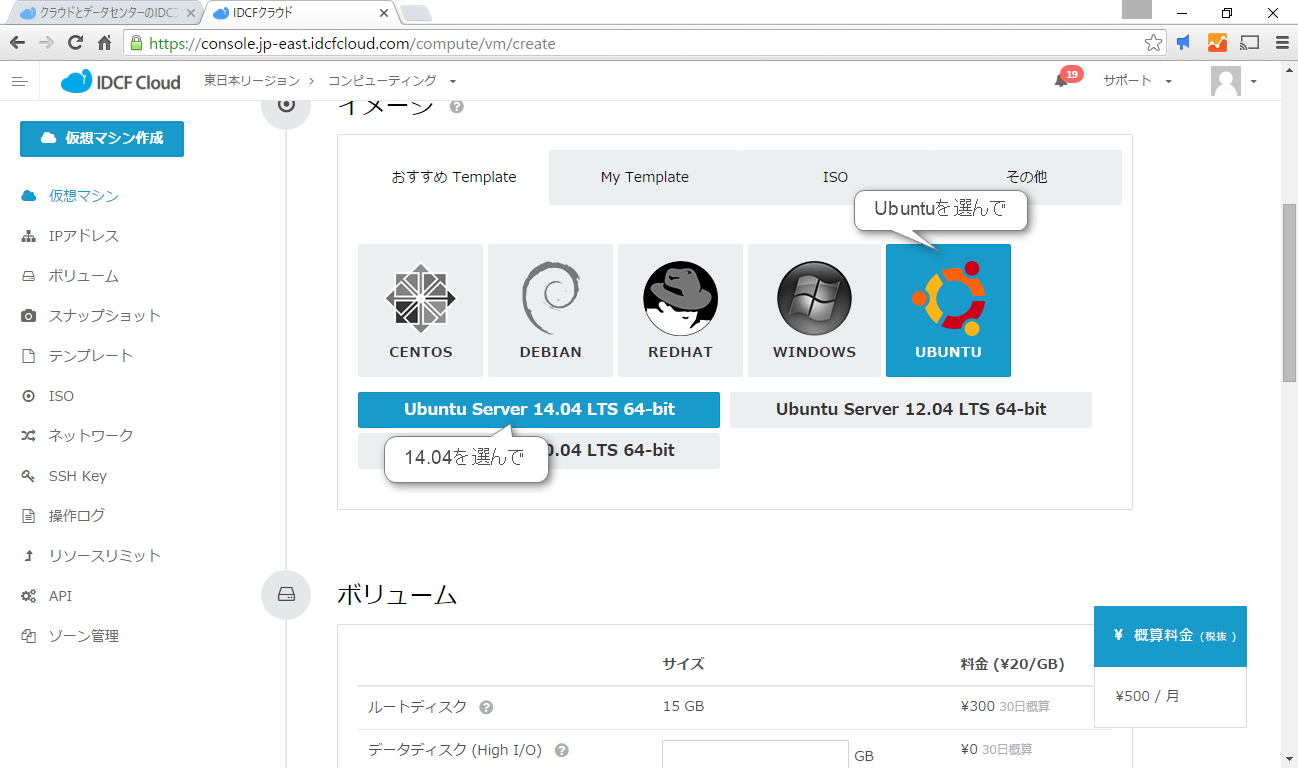 クラウドとデータセンターのIDCフ
IDCFクラウド
https://console.jp-east.idcfcloud.com/compute/vm/create
IDCF Cloud
東日本リージョン
コンピューティング
19
サポート
仮想マシン作成
仮想マシン
IPアドレス
ボリューム
スナップショット
テンプレート
ISO
ネットワーク
SSH Key
操作ログ
リソースリミット
API
ゾーン管理
イメージ
おすすめ Template
My Template
ISO
その他
Ubuntuを選んで
CENTOS
DEBIAN
REDHAT
WINDOWS
UBUNTU
Ubuntu Server 14.04 LTS 64-bit
Ubuntu Server 12.04 LTS 64-bit
14.04を選んで
0.04 LTS 64-bit
ボリューム
サイズ
料金 (¥20/GB)
ルートディスク
15 GB
¥300 30日概算
データディスク (High I/O)
GB
¥0 30日概算
¥ 概算料金 (税抜 )
¥500 / 月